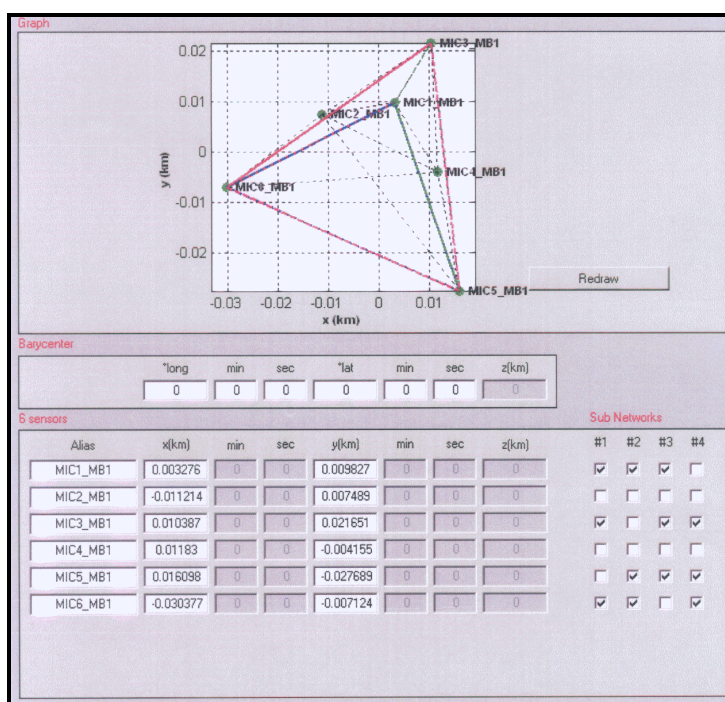 Graph
0.02
0.01
0
-0.01
-0.02
y (km)
MIC3_MB1
MIC1_MB1
MIC2_MB1
MIC4_MB1
MIC6_MB1
MIC5_MB1
-0.03 -0.02 -0.01 0 0.01
x (km)
Redraw
Barycenter
°long min sec °lat min sec z(km)
0 0 0 0 0 0 0
6 sensors Sub Networks
Alias x(km) min sec y(km) min sec z(km) #1 #2 #3 #4
MIC1_MB1 0.003276 0 0 0.009827 0 0 0
MIC2_MB1 -0.011214 0 0 0.007489 0 0 0
MIC3_MB1 0.010387 0 0 0.021651 0 0 0
MIC4_MB1 0.01183 0 0 -0.004155 0 0 0
MIC5_MB1 0.016098 0 0 -0.027689 0 0 0
MIC6_MB1 -0.030377 0 0 -0.007124 0 0 0